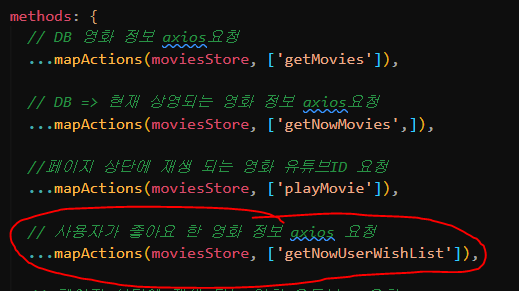 methods: {
// DB 영화 정보 axios요청
...mapActions(moviesStore, ['getMovies']),
// DB => 현재 상영되는 영화 정보 axios요청
...mapActions(moviesStore, ['getNowMovies',]),
//페이지 상단에 재생 되는 영화 유튜브ID 요청
...mapActions(moviesStore, ['playMovie']),
// 사용자가 좋아요 한 영화 정보 axios 요청
...mapActions(moviesStore, ['getNowUserWishList']),